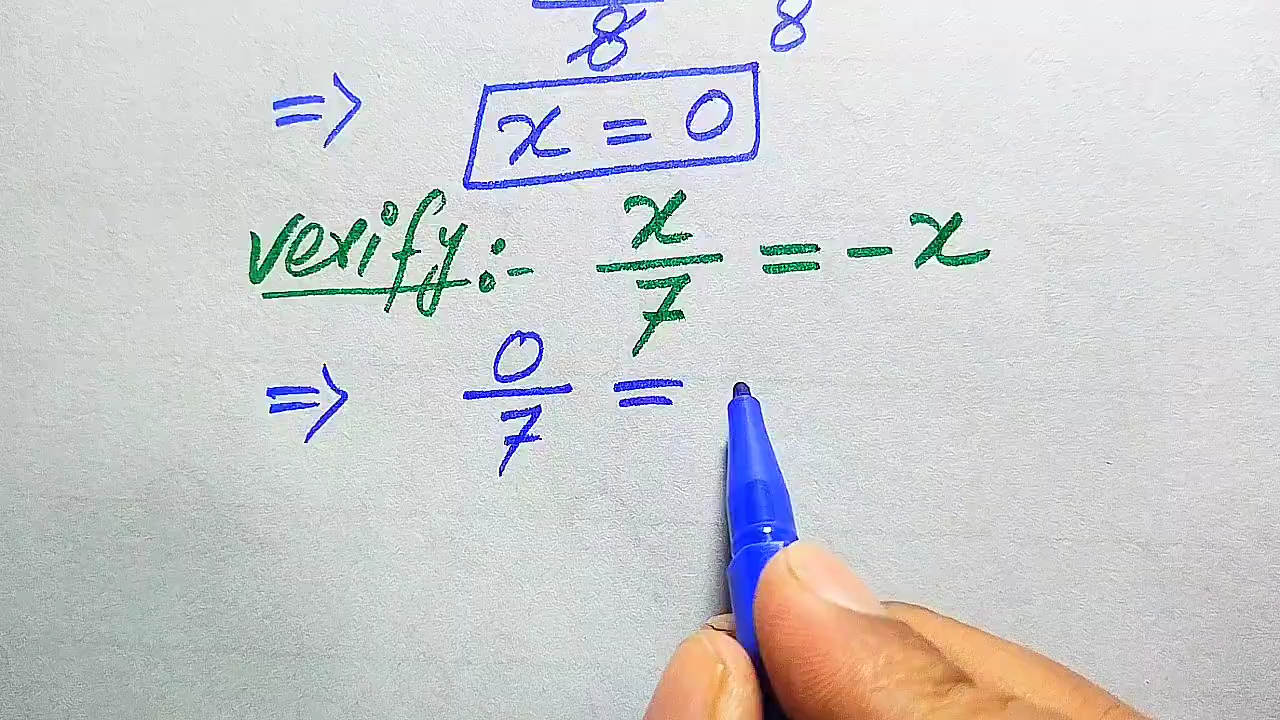 8 8
=> x = 0
verify:- x/7 = -x
=> 0/7 =